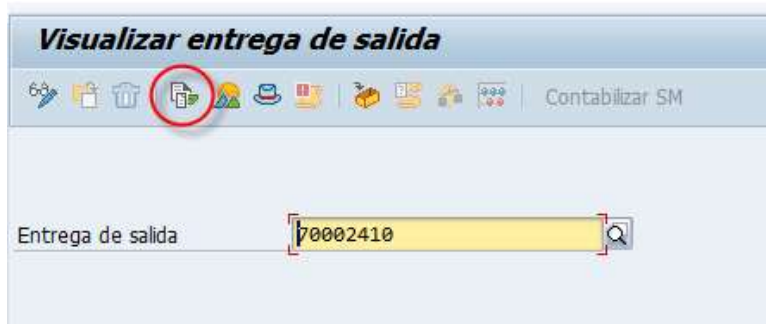 Visualizar entrega de salida
Contabilizar SM
Entrega de salida 70002410